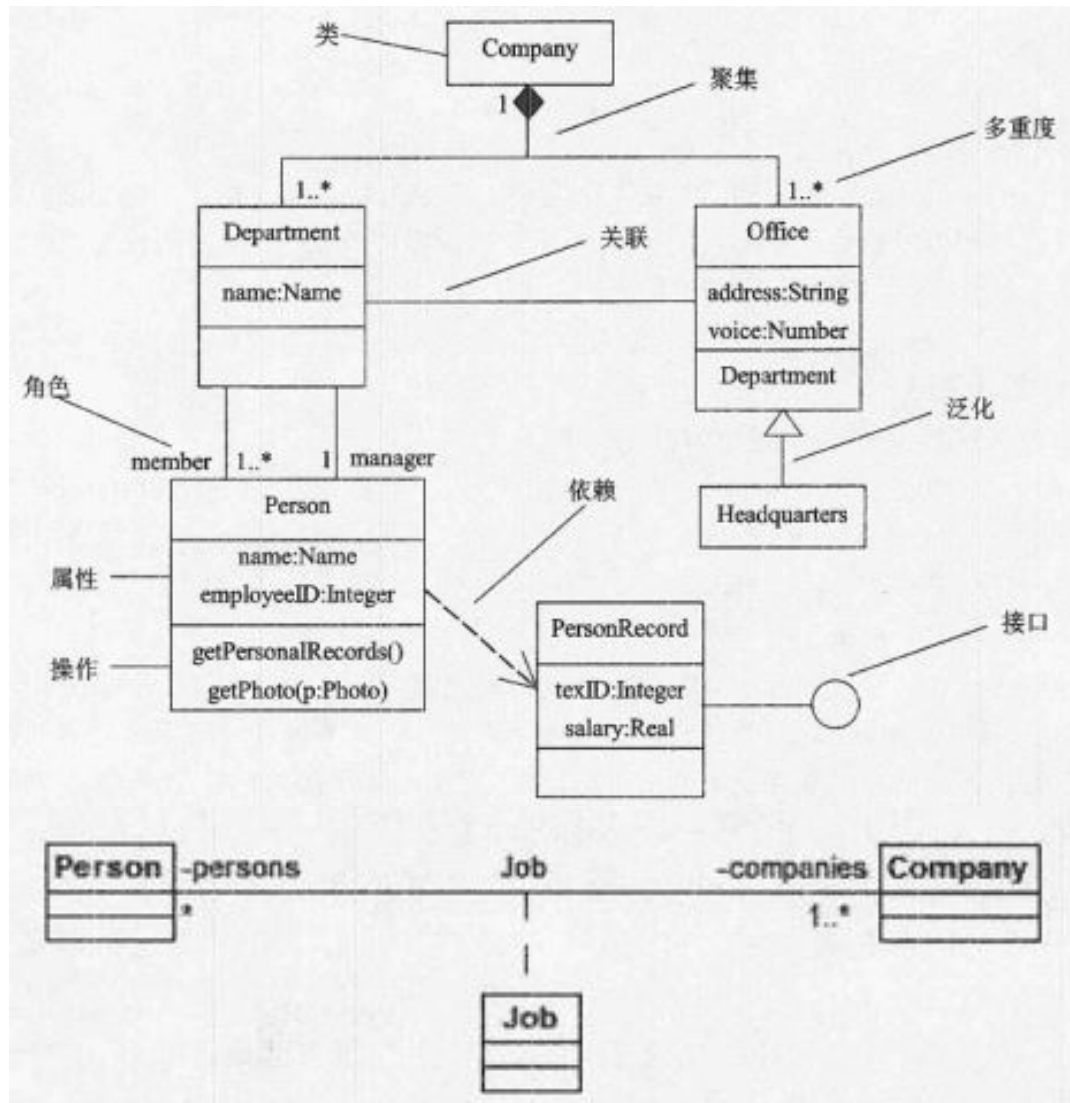 类
Company
1
聚集
多重度
1..*
1..*
Department
Office
关联
name:Name
address:String
voice:Number
Department
角色
泛化
member
1..*
1
manager
依赖
Person
Headquarters
name:Name
属性
employeeID:Integer
接口
PersonRecord
操作
getPersonalRecords()
texID:Integer
getPhoto(p:Photo)
salary:Real
Person
-persons
Job
-companies
Company
*
1..*
Job